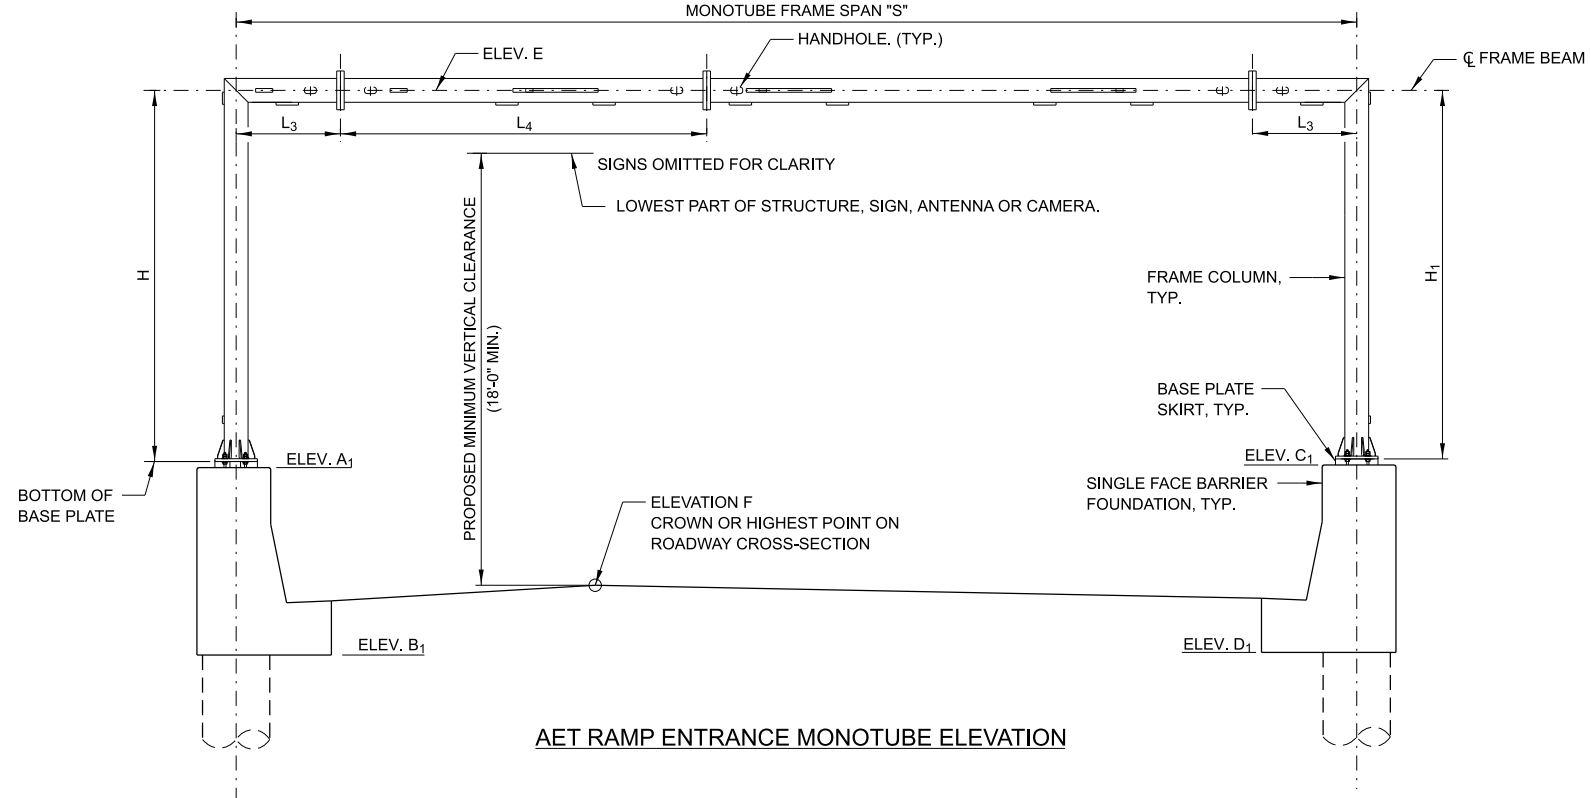 MONOTUBE FRAME SPAN "S"
HANDHOLE. (TYP.)
ELEV. E
℄ FRAME BEAM
L3
L4
L3
SIGNS OMITTED FOR CLARITY
LOWEST PART OF STRUCTURE, SIGN, ANTENNA OR CAMERA.
PROPOSED MINIMUM VERTICAL CLEARANCE
(18'-0" MIN.)
H
H1
FRAME COLUMN,
TYP.
BASE PLATE
SKIRT, TYP.
ELEV. A1
ELEV. C1
BOTTOM OF
BASE PLATE
SINGLE FACE BARRIER
FOUNDATION, TYP.
ELEVATION F
CROWN OR HIGHEST POINT ON
ROADWAY CROSS-SECTION
ELEV. B1
ELEV. D1
AET RAMP ENTRANCE MONOTUBE ELEVATION